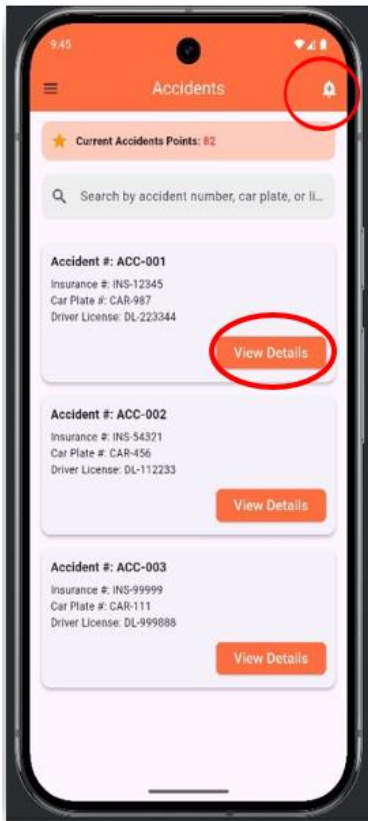 9:45
Accidents
Current Accidents Points: 82
Search by accident number, car plate, or li...
Accident #: ACC-001
Insurance #: INS-12345
Car Plate #: CAR-987
Driver License: DL-223344
View Details
Accident #: ACC-002
Insurance #: INS-54321
Car Plate #: CAR-456
Driver License: DL-112233
View Details
Accident #: ACC-003
Insurance #: INS-99999
Car Plate #: CAR-111
Driver License: DL-999888
View Details